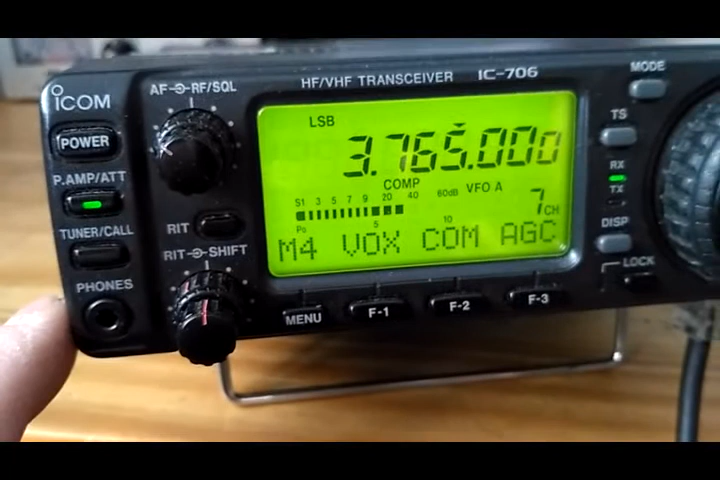 ICOM
AF-RF/SQL
HF/VHF TRANSCEIVER IC-706
MODE
POWER
LSB
3.765.000
TS
P.AMP/ATT
COMP
RX
TX
S1 3 5 7 9 20 40 60dB VFO A
7CH
Po 5 10
TUNER/CALL
RIT
M4 VOX COM AGC
DISP
RIT-SHIFT
LOCK
PHONES
MENU F-1 F-2 F-3